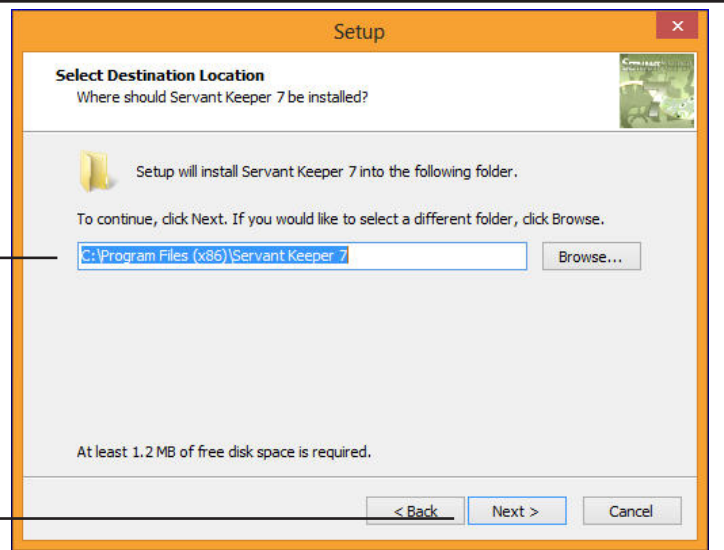 Setup
Select Destination Location
Where should Servant Keeper 7 be installed?
Setup will install Servant Keeper 7 into the following folder.
To continue, click Next. If you would like to select a different folder, click Browse.
C:\Program Files (x86)\Servant Keeper 7
Browse...
At least 1.2 MB of free disk space is required.
< Back
Next >
Cancel